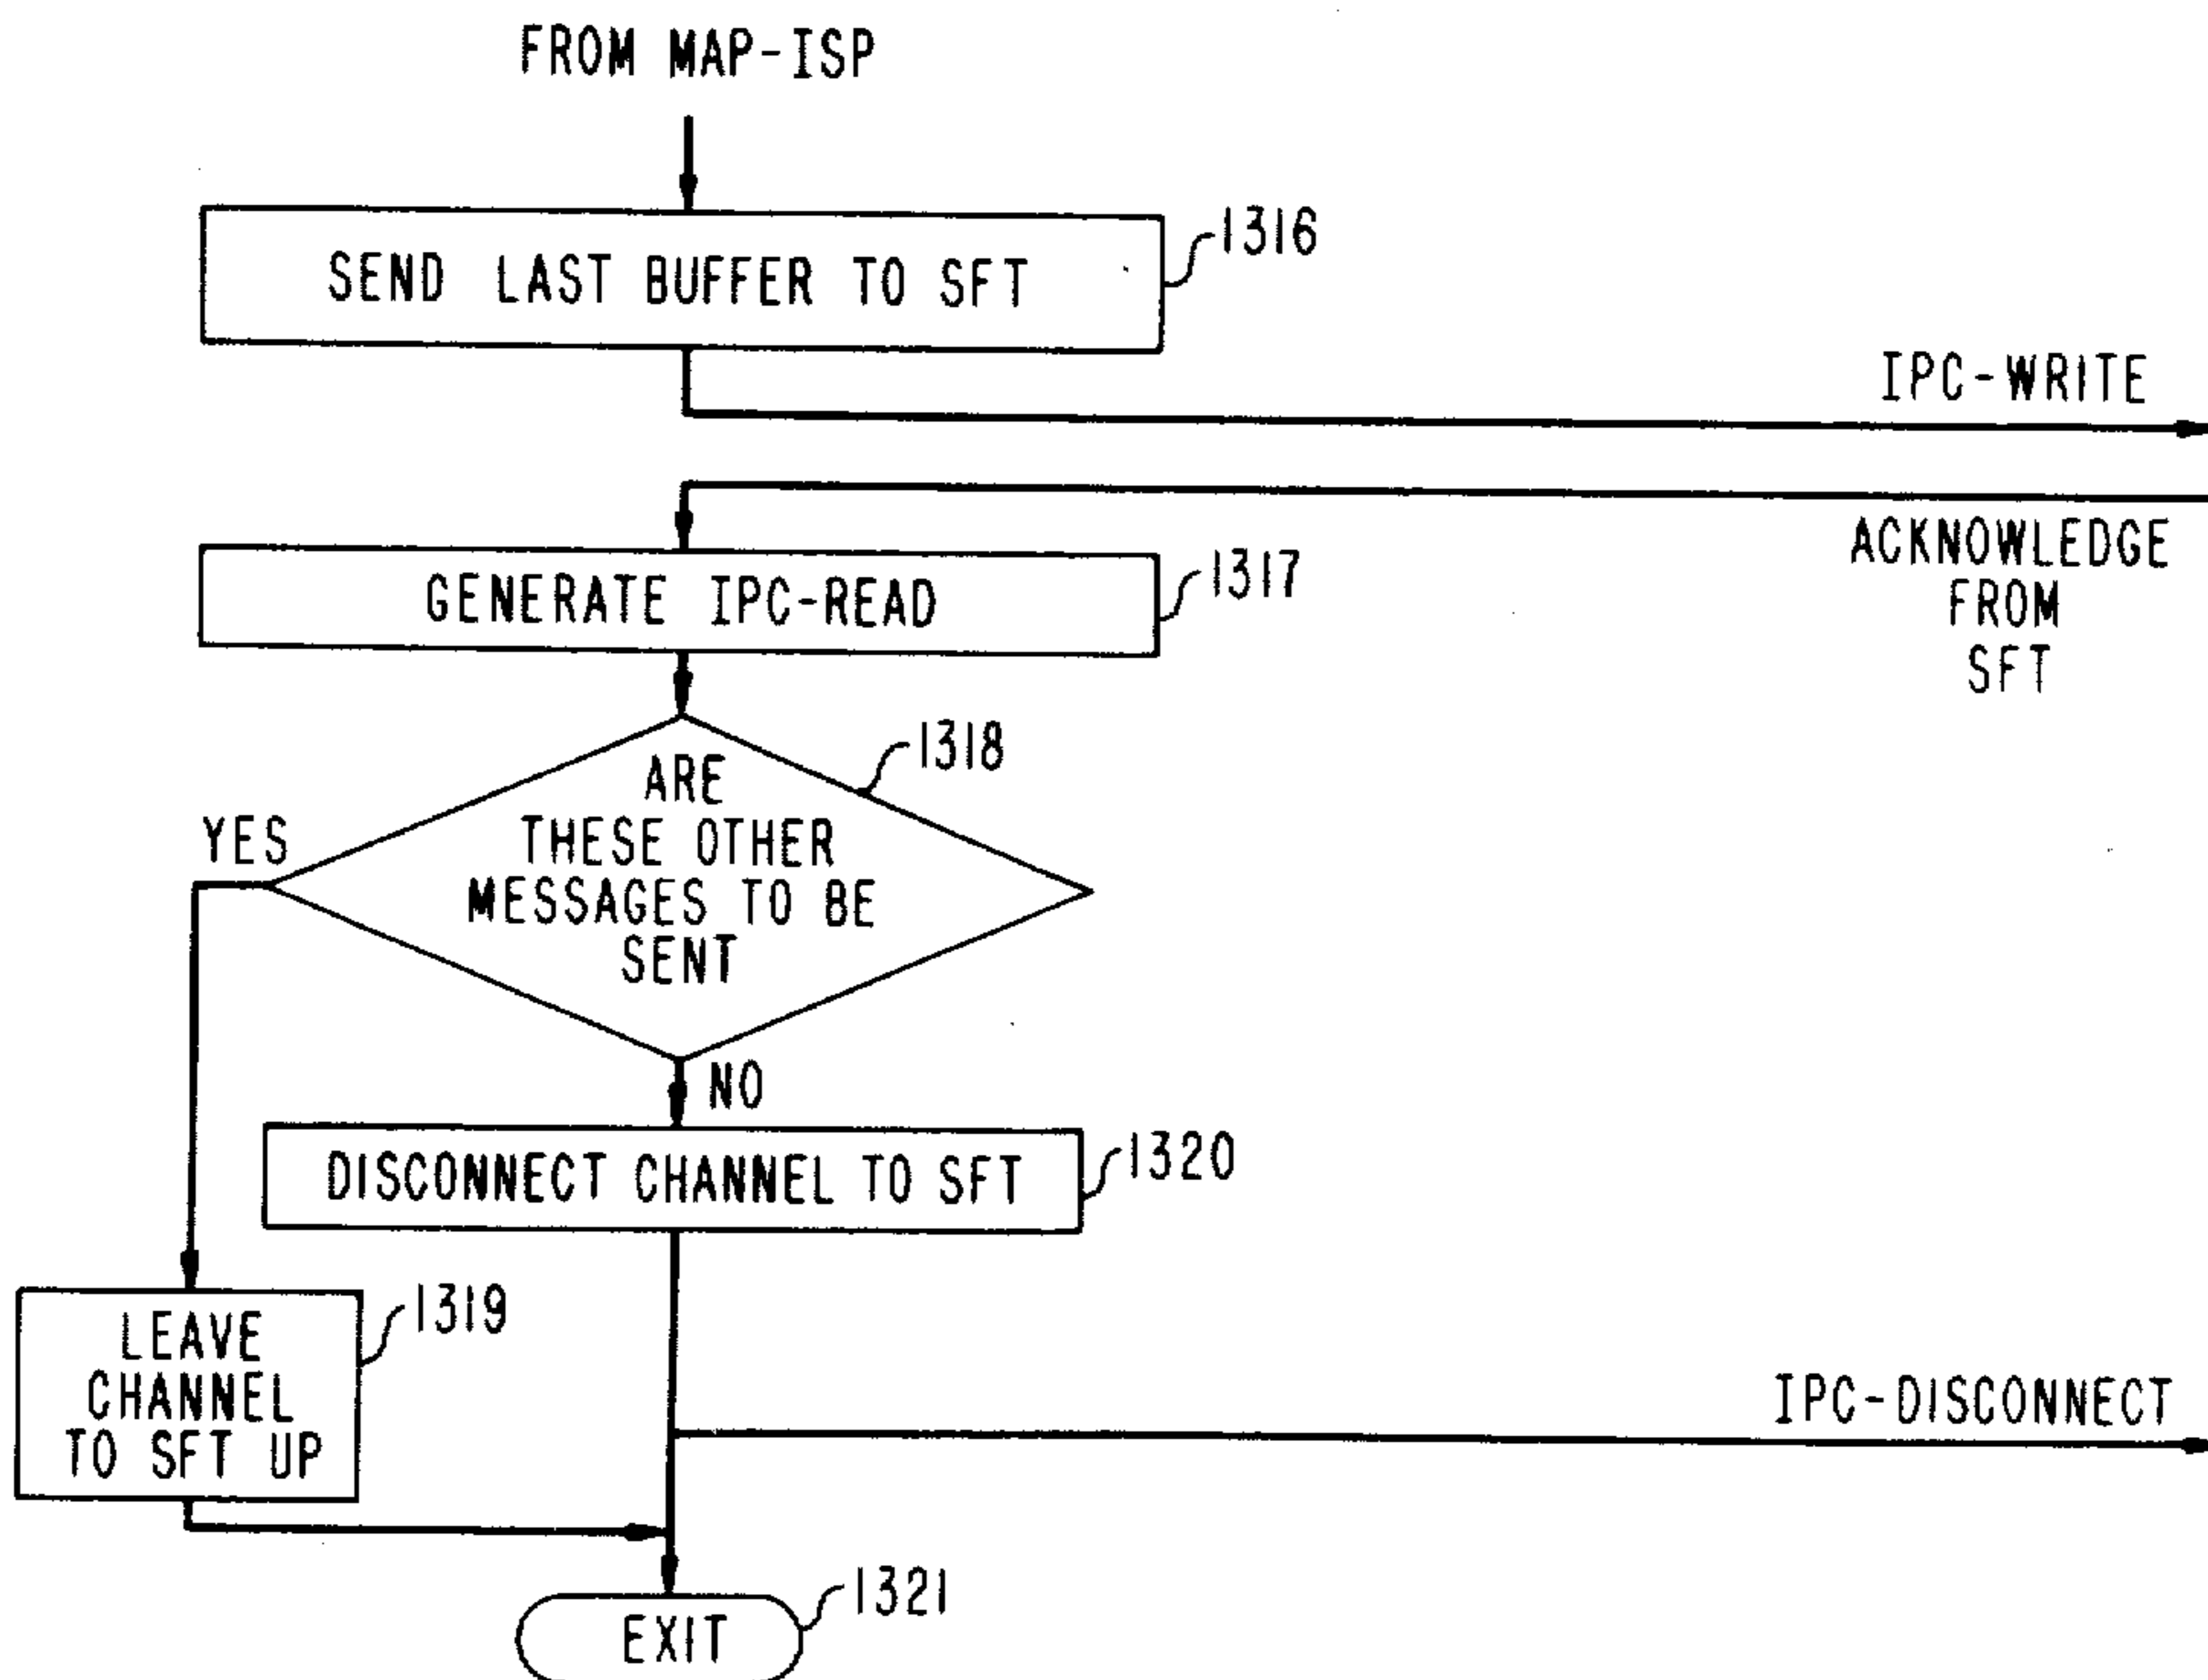 FROM MAP-ISP
SEND LAST BUFFER TO SFT
1316
IPC-WRITE
ACKNOWLEDGE
FROM
SFT
GENERATE IPC-READ
1317
1318
ARE
THESE OTHER
MESSAGES TO BE
SENT
YES
NO
DISCONNECT CHANNEL TO SFT
1320
LEAVE
CHANNEL
TO SFT UP
1319
IPC-DISCONNECT
EXIT
1321